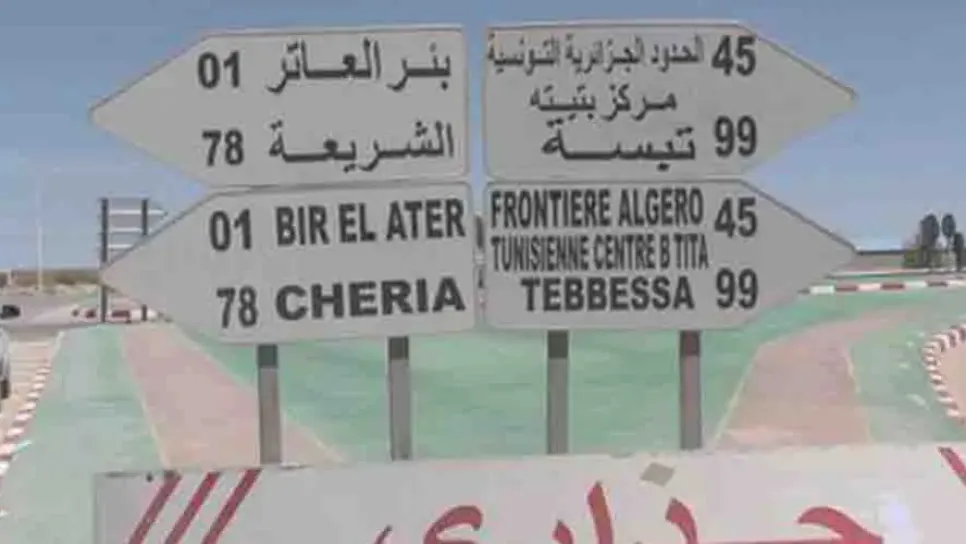 بئر العاتر 01
الشريعة 78
الحدود الجزائرية التونسية 45
مركز بتيته
تبسة 99
01 BIR EL ATER
78 CHERIA
FRONTIERE ALGERO 45
TUNISIENNE CENTRE B TITA
TEBBESSA 99